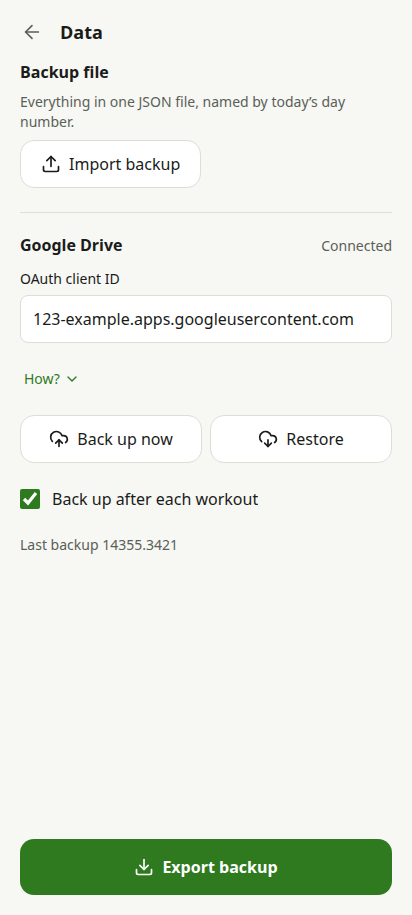 Data
Backup file
Everything in one JSON file, named by today’s day
number.
Import backup
Google Drive
Connected
OAuth client ID
123-example.apps.googleusercontent.com
How?
Back up now
Restore
Back up after each workout
Last backup 14355.3421
Export backup